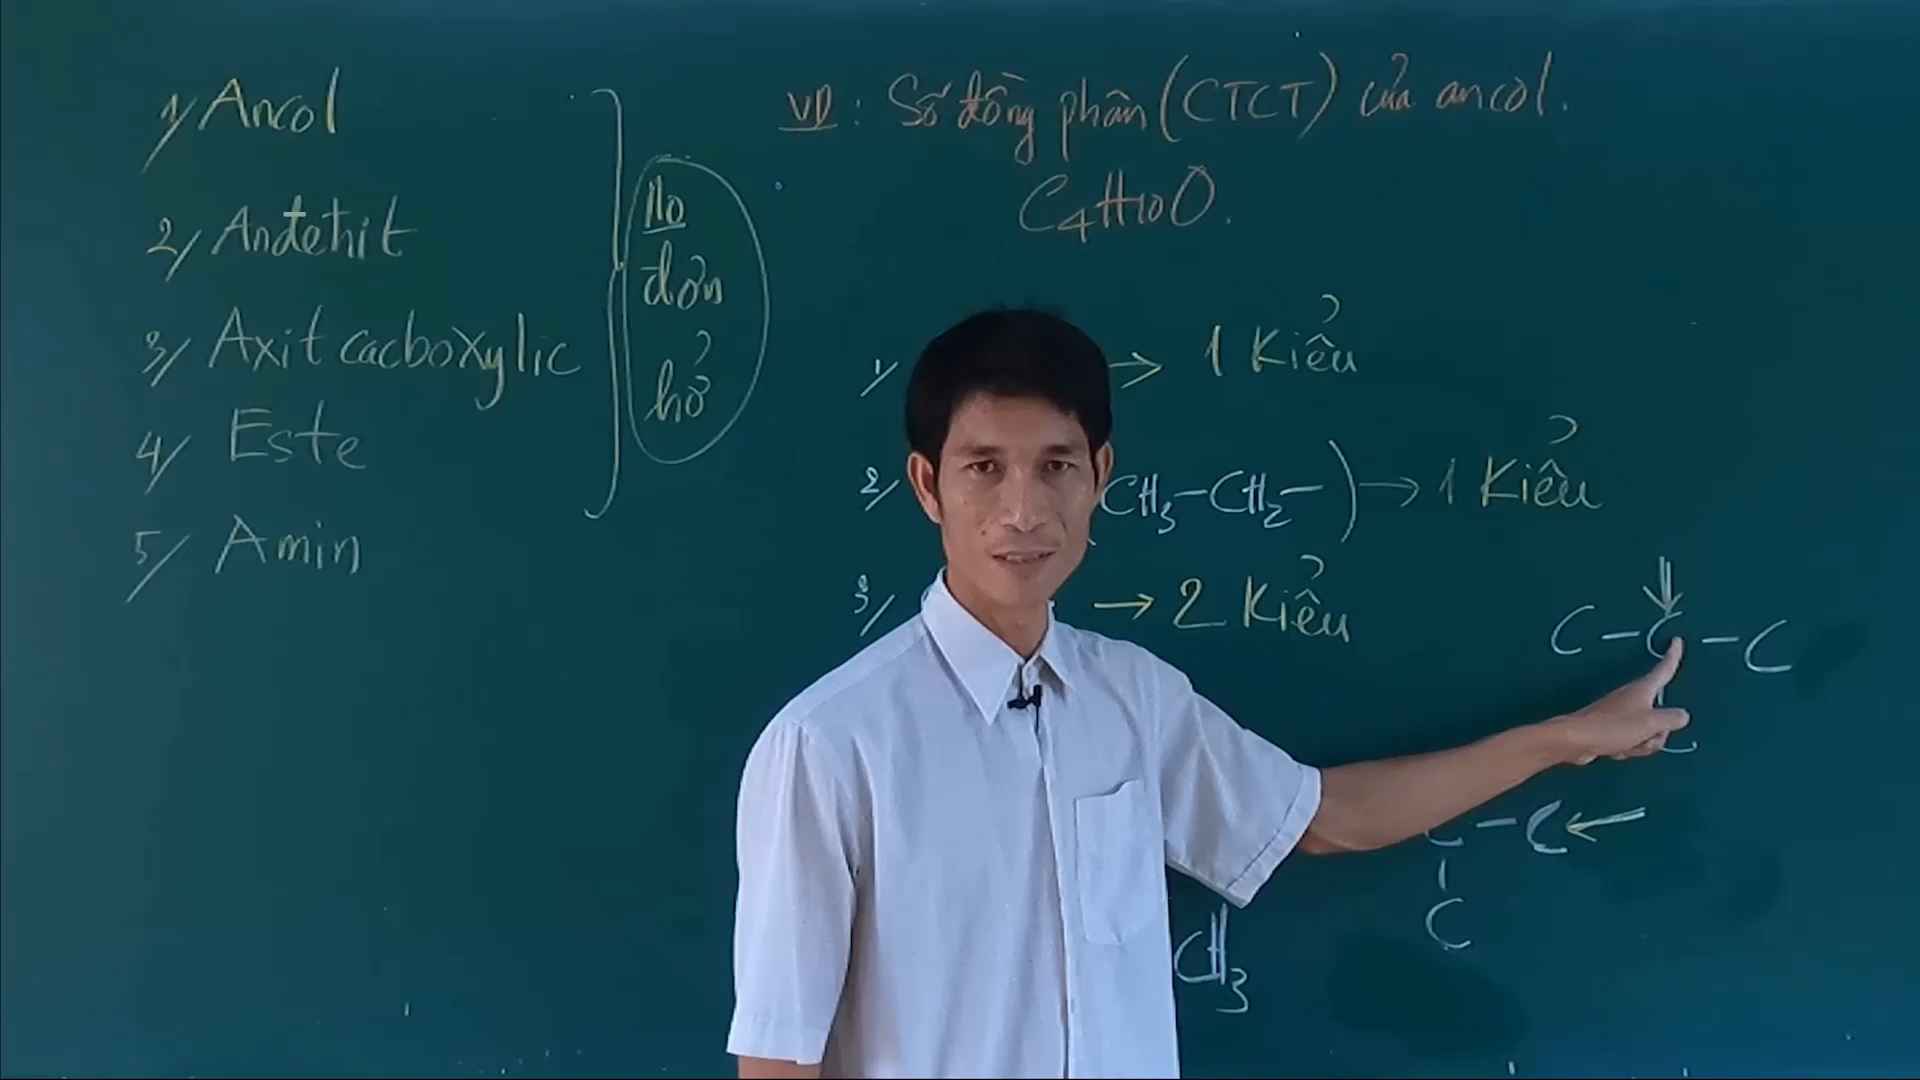 1/ Ancol
2/ Anđehit
3/ Axit cacboxylic
4/ Este
5/ Amin
no
đơn
hở
VD : Số đồng phân (CTCT) của ancol.
C4H10O.
1/ → 1 Kiểu
2/ (CH3–CH2–) → 1 Kiểu
3/ → 2 Kiểu
C – C – C
C
C – C ←
C
CH3